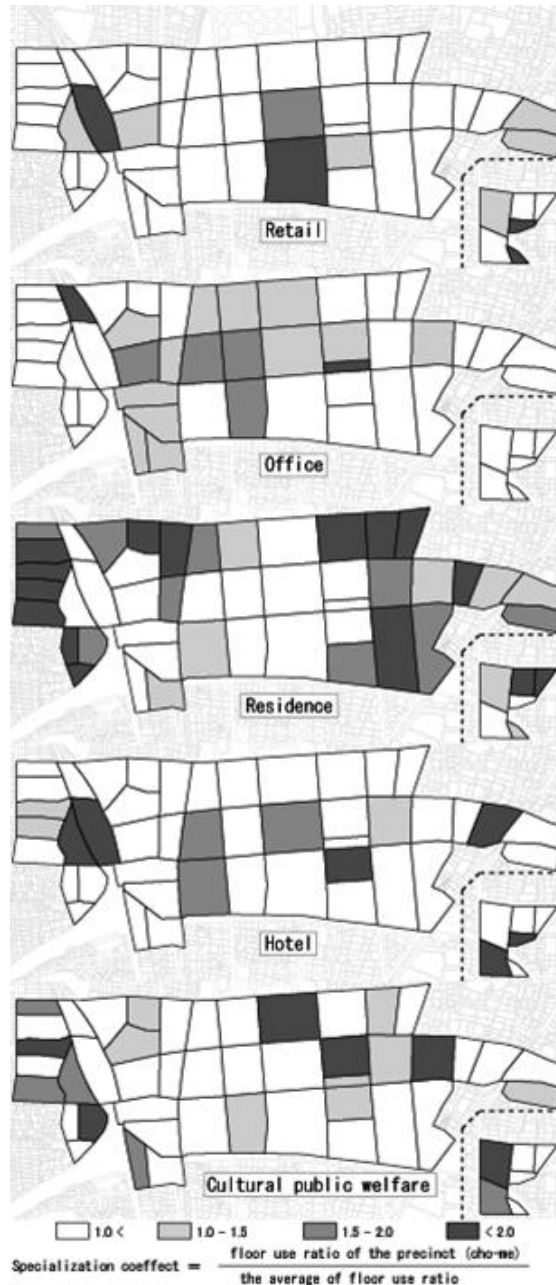 Retail
Office
Residence
Hotel
Cultural public welfare
1.0 <
1.0 - 1.5
1.5 - 2.0
< 2.0
Specialization coeffect = floor use ratio of the precinct (cho-me)
the average of floor use ratio